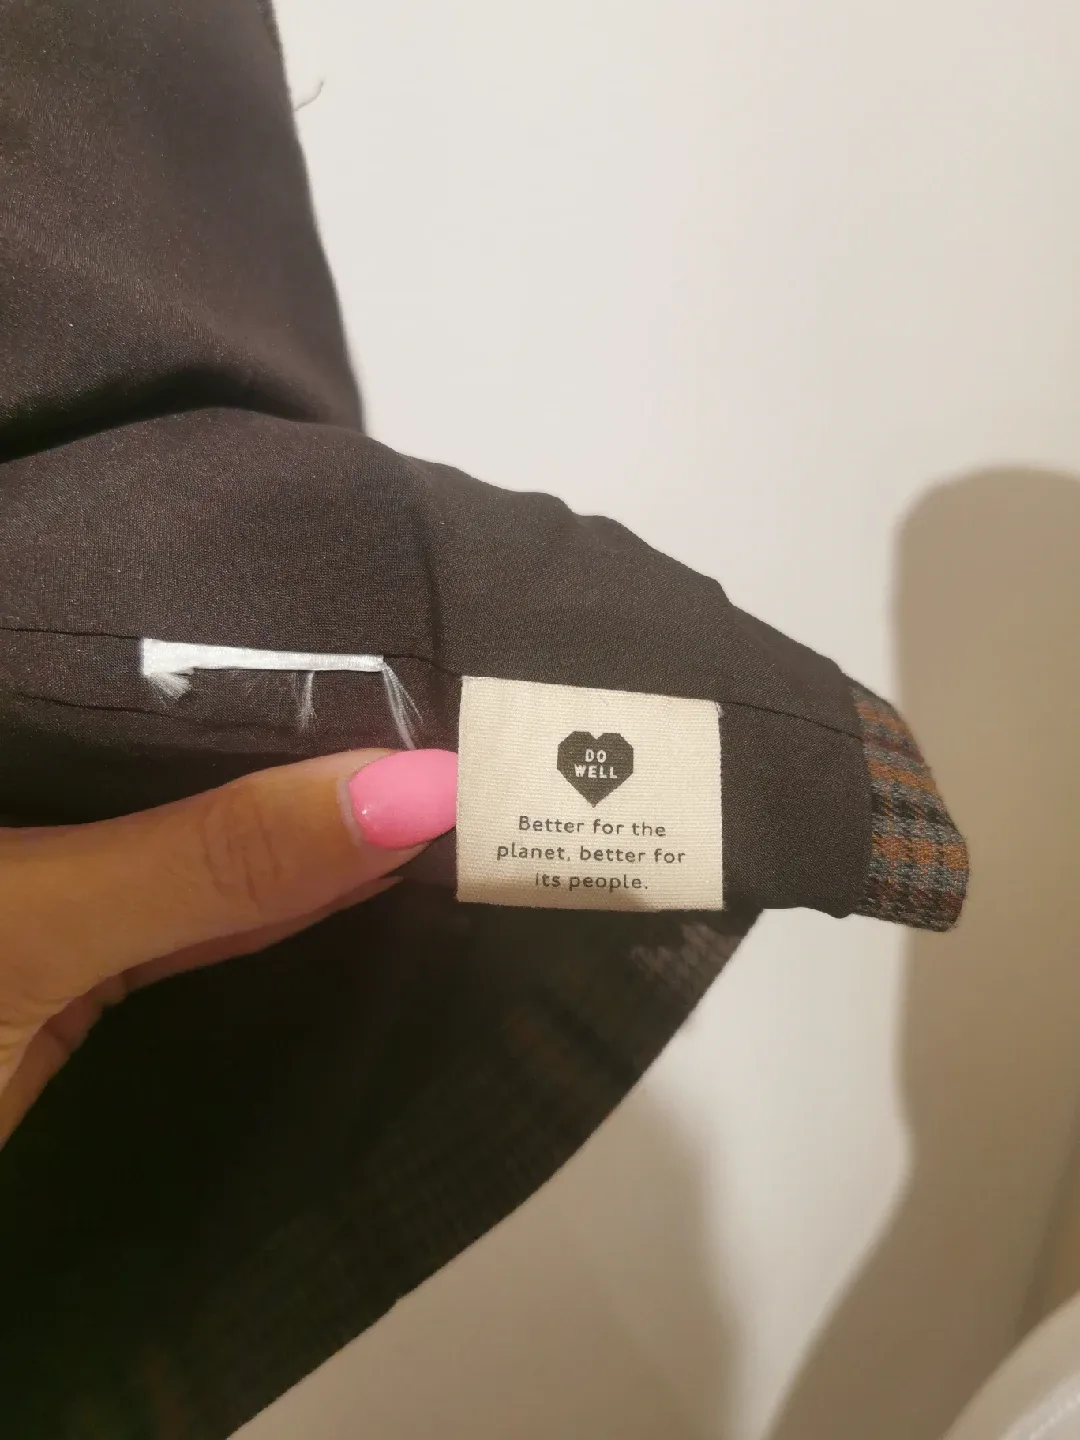 DO
WELL
Better for the
planet, better for
its people.